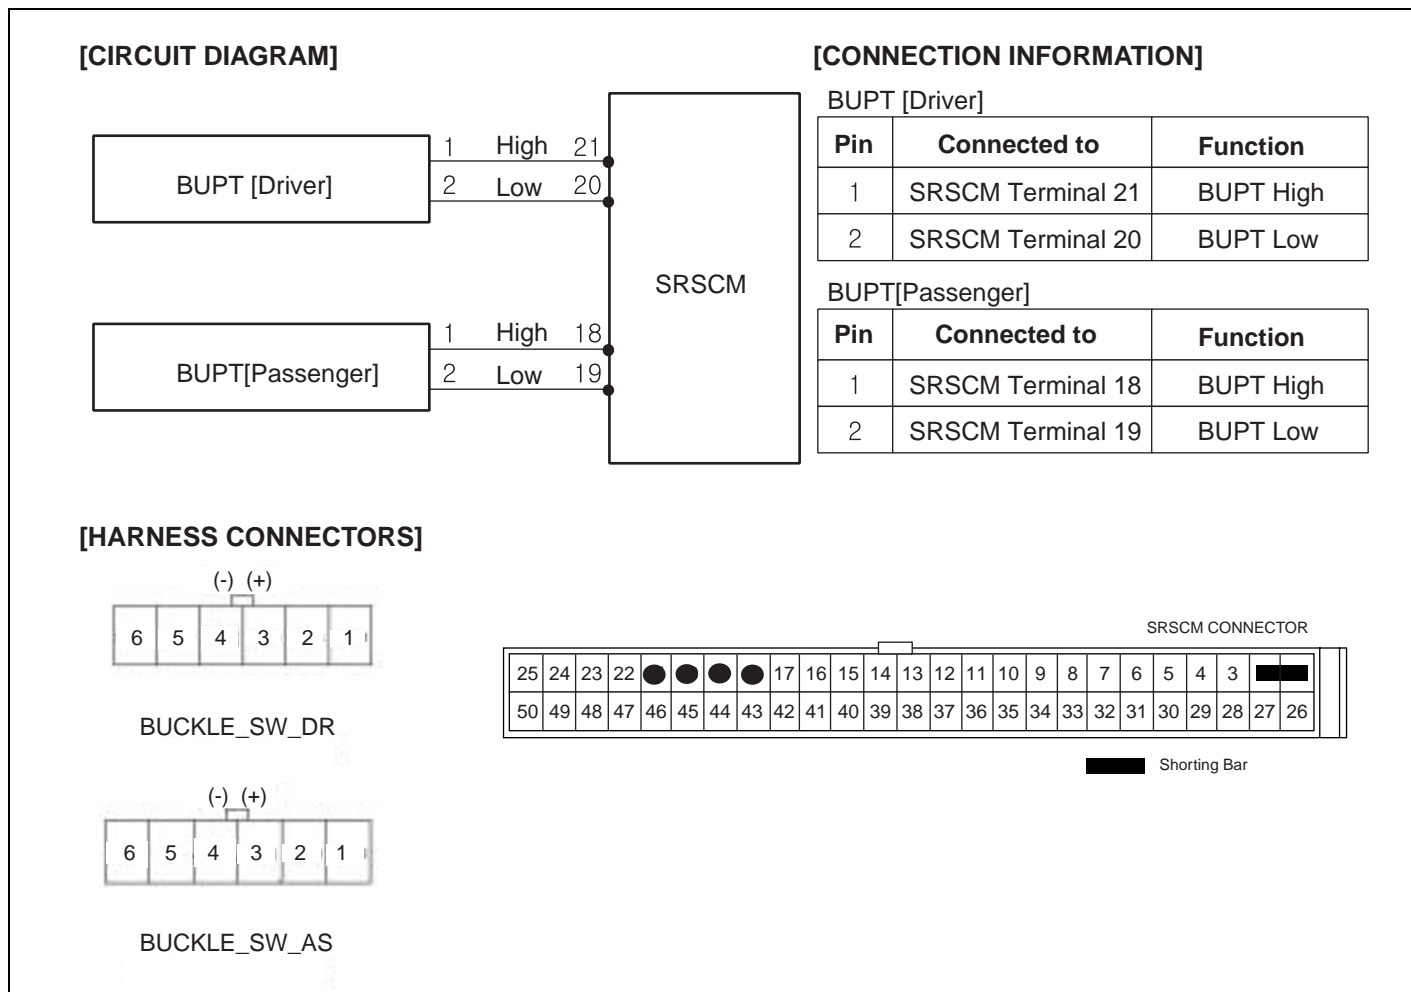 [CIRCUIT DIAGRAM]
BUPT [Driver]
1 High 21
2 Low 20
SRSCM
BUPT[Passenger]
1 High 18
2 Low 19
[CONNECTION INFORMATION]
BUPT [Driver]
Pin Connected to Function
1 SRSCM Terminal 21 BUPT High
2 SRSCM Terminal 20 BUPT Low
BUPT[Passenger]
Pin Connected to Function
1 SRSCM Terminal 18 BUPT High
2 SRSCM Terminal 19 BUPT Low
[HARNESS CONNECTORS]
(-) (+)
6 5 4 3 2 1
BUCKLE_SW_DR
(-) (+)
6 5 4 3 2 1
BUCKLE_SW_AS
SRSCM CONNECTOR
25 24 23 22 17 16 15 14 13 12 11 10 9 8 7 6 5 4 3
50 49 48 47 46 45 44 43 42 41 40 39 38 37 36 35 34 33 32 31 30 29 28 27 26
Shorting Bar